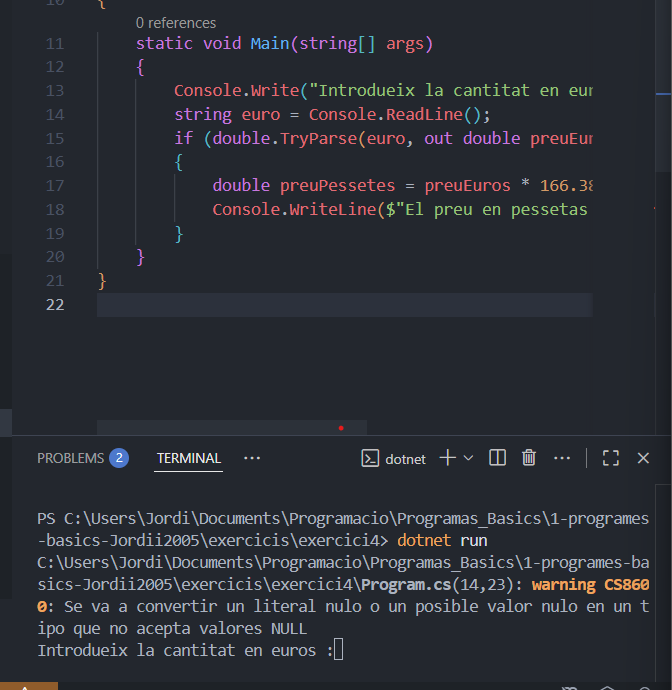 10 {
0 references
11 static void Main(string[] args)
12 {
13 Console.Write("Introdueix la cantitat en eur
14 string euro = Console.ReadLine();
15 if (double.TryParse(euro, out double preuEur
16 {
17 double preuPessetes = preuEuros * 166.38
18 Console.WriteLine($"El preu en pessetas
19 }
20 }
21 }
22
PROBLEMS 2 TERMINAL ··· dotnet
PS C:\Users\Jordi\Documents\Programacio\Programas_Basics\1-programes
-basics-Jordii2005\exercicis\exercici4> dotnet run
C:\Users\Jordi\Documents\Programacio\Programas_Basics\1-programes-ba
sics-Jordii2005\exercicis\exercici4\Program.cs(14,23): warning CS860
0: Se va a convertir un literal nulo o un posible valor nulo en un t
ipo que no acepta valores NULL
Introdueix la cantitat en euros :